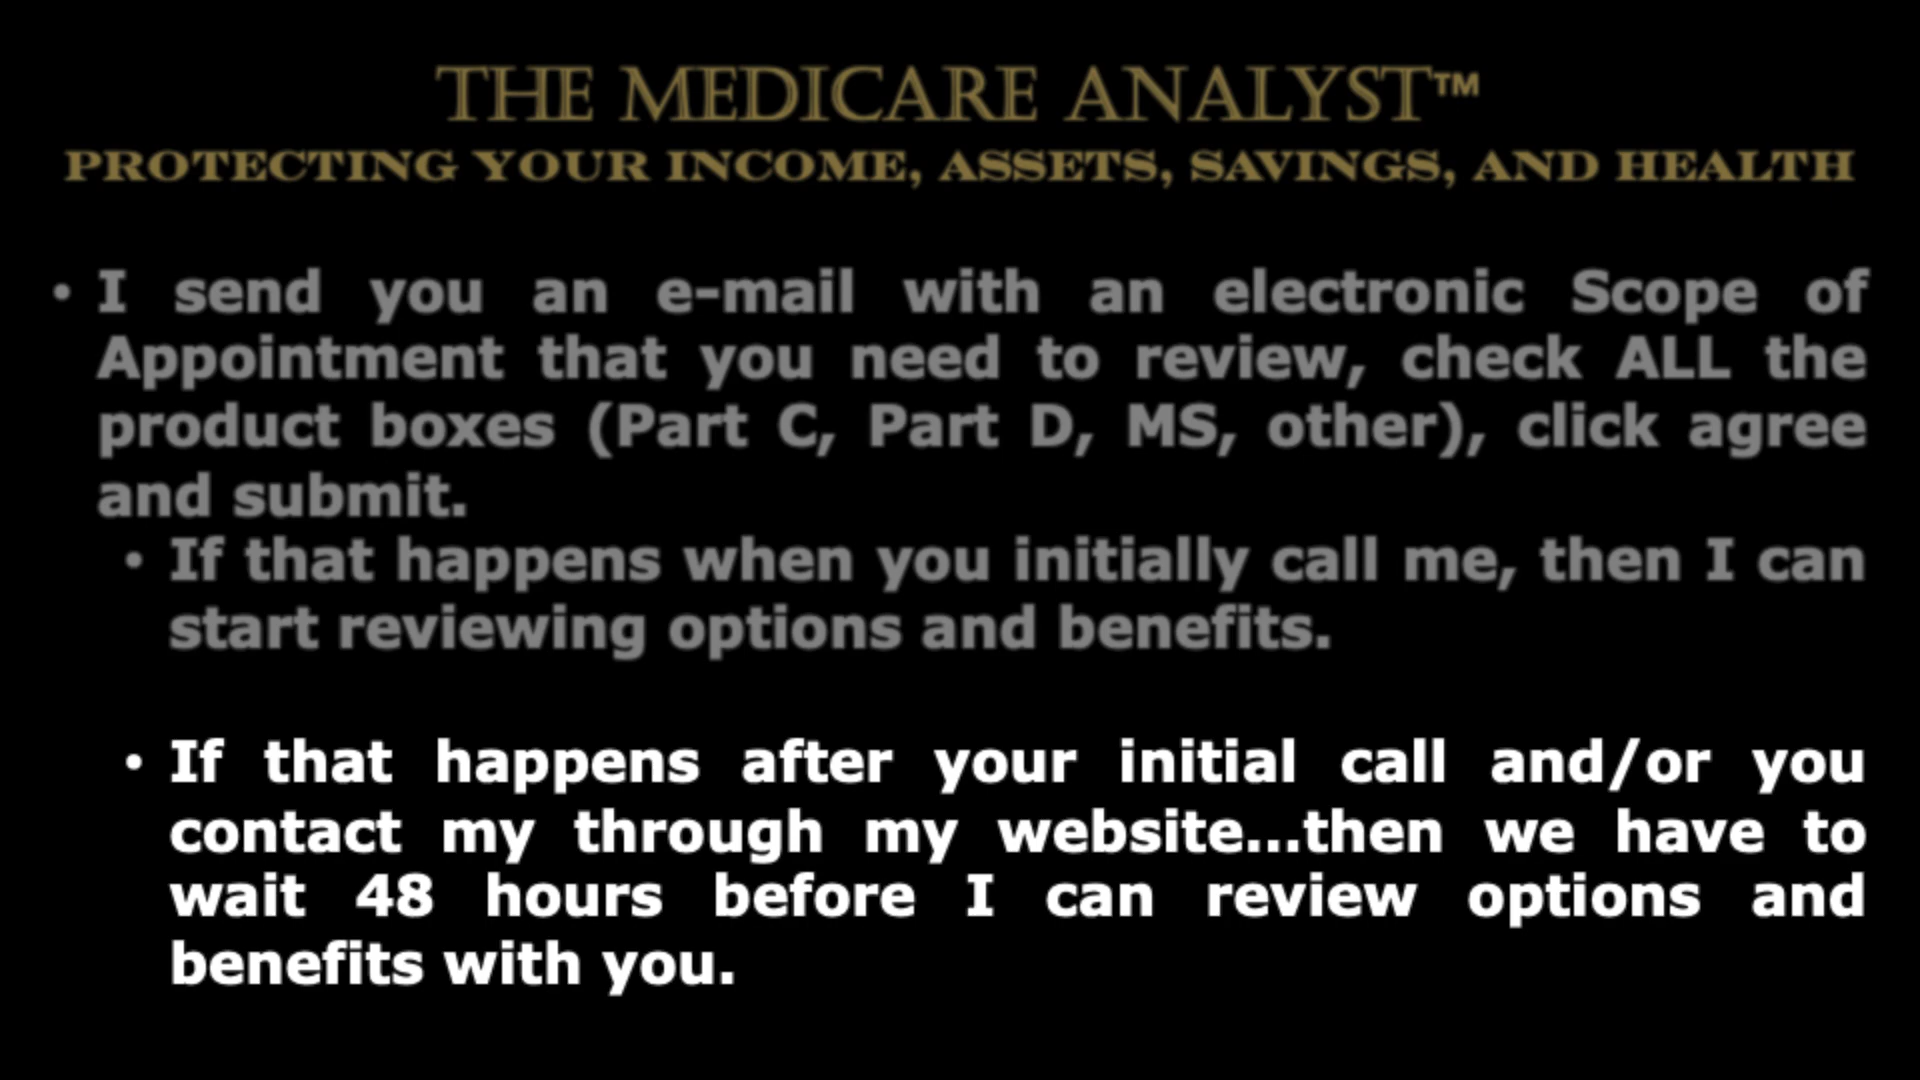 THE MEDICARE ANALYST™
PROTECTING YOUR INCOME, ASSETS, SAVINGS, AND HEALTH
• I send you an e-mail with an electronic Scope of
Appointment that you need to review, check ALL the
product boxes (Part C, Part D, MS, other), click agree
and submit.
• If that happens when you initially call me, then I can
start reviewing options and benefits.
• If that happens after your initial call and/or you
contact my through my website...then we have to
wait 48 hours before I can review options and
benefits with you.